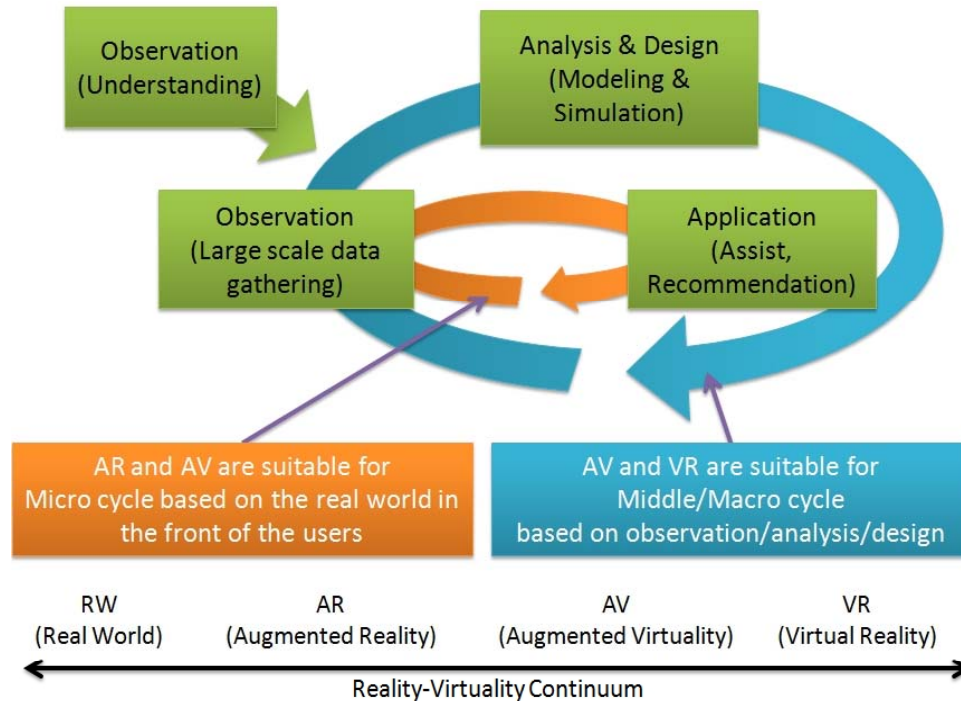 Observation
(Understanding)
Analysis & Design
(Modeling &
Simulation)
Observation
(Large scale data
gathering)
Application
(Assist,
Recommendation)
AR and AV are suitable for
Micro cycle based on the real world in
the front of the users
AV and VR are suitable for
Middle/Macro cycle
based on observation/analysis/design
RW
(Real World)
AR
(Augmented Reality)
AV
(Augmented Virtuality)
VR
(Virtual Reality)
Reality-Virtuality Continuum